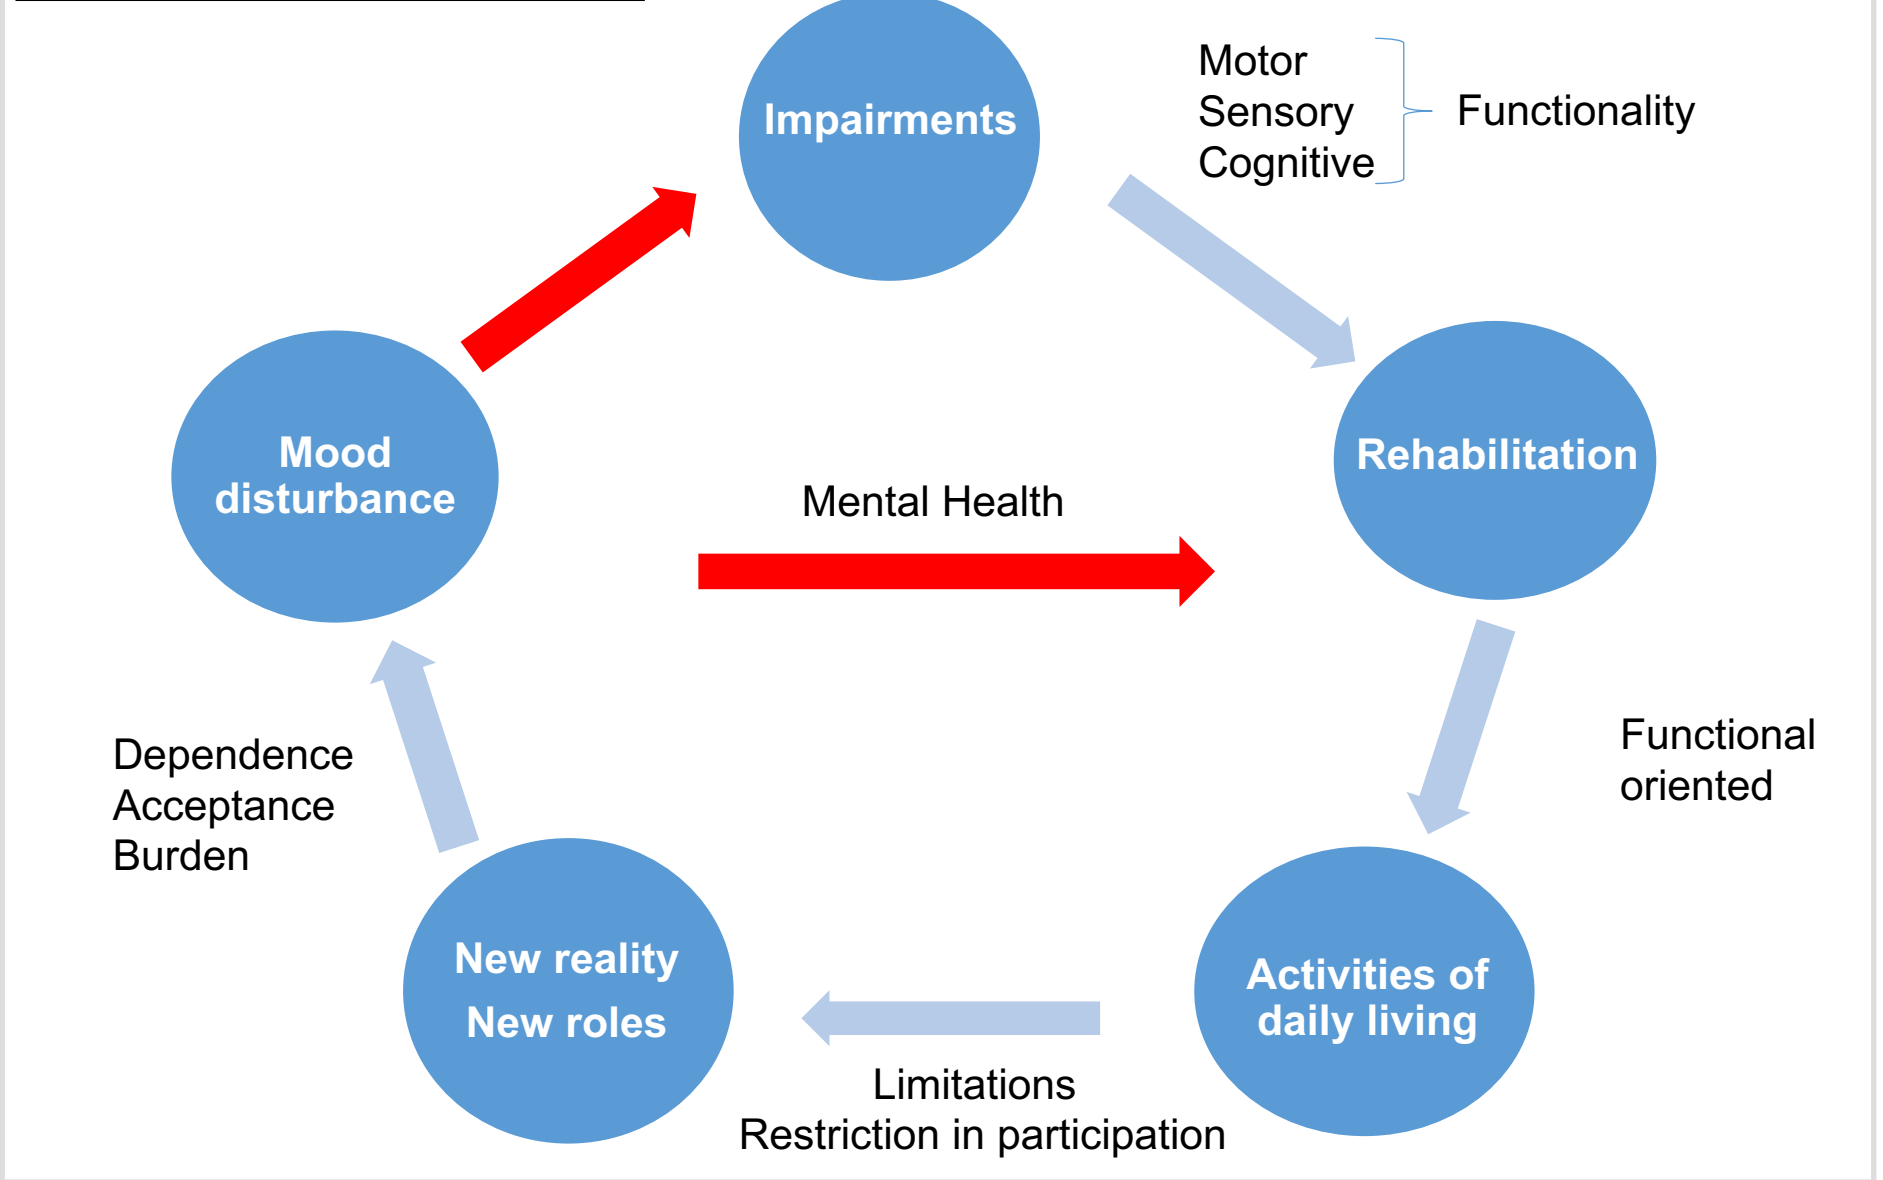 Impairments
Motor
Sensory
Cognitive
Functionality
Mood
disturbance
Rehabilitation
Mental Health
Functional
oriented
Dependence
Acceptance
Burden
New reality
New roles
Activities of
daily living
Limitations
Restriction in participation